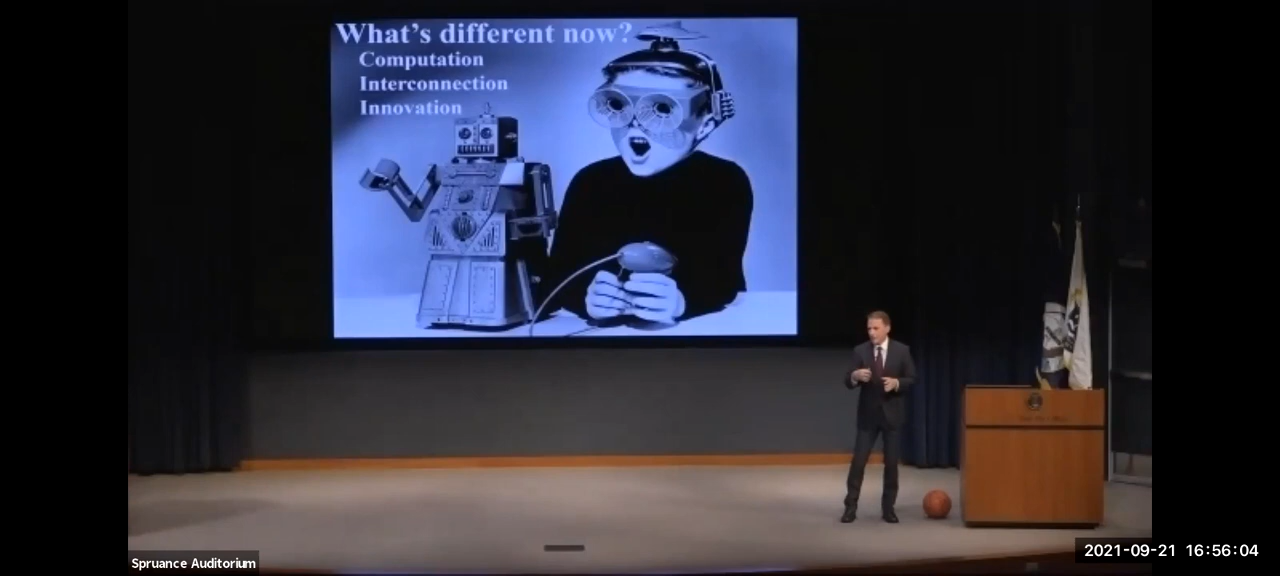 What's different now?
Computation
Interconnection
Innovation
Spruance Auditorium
2021-09-21 16:56:04